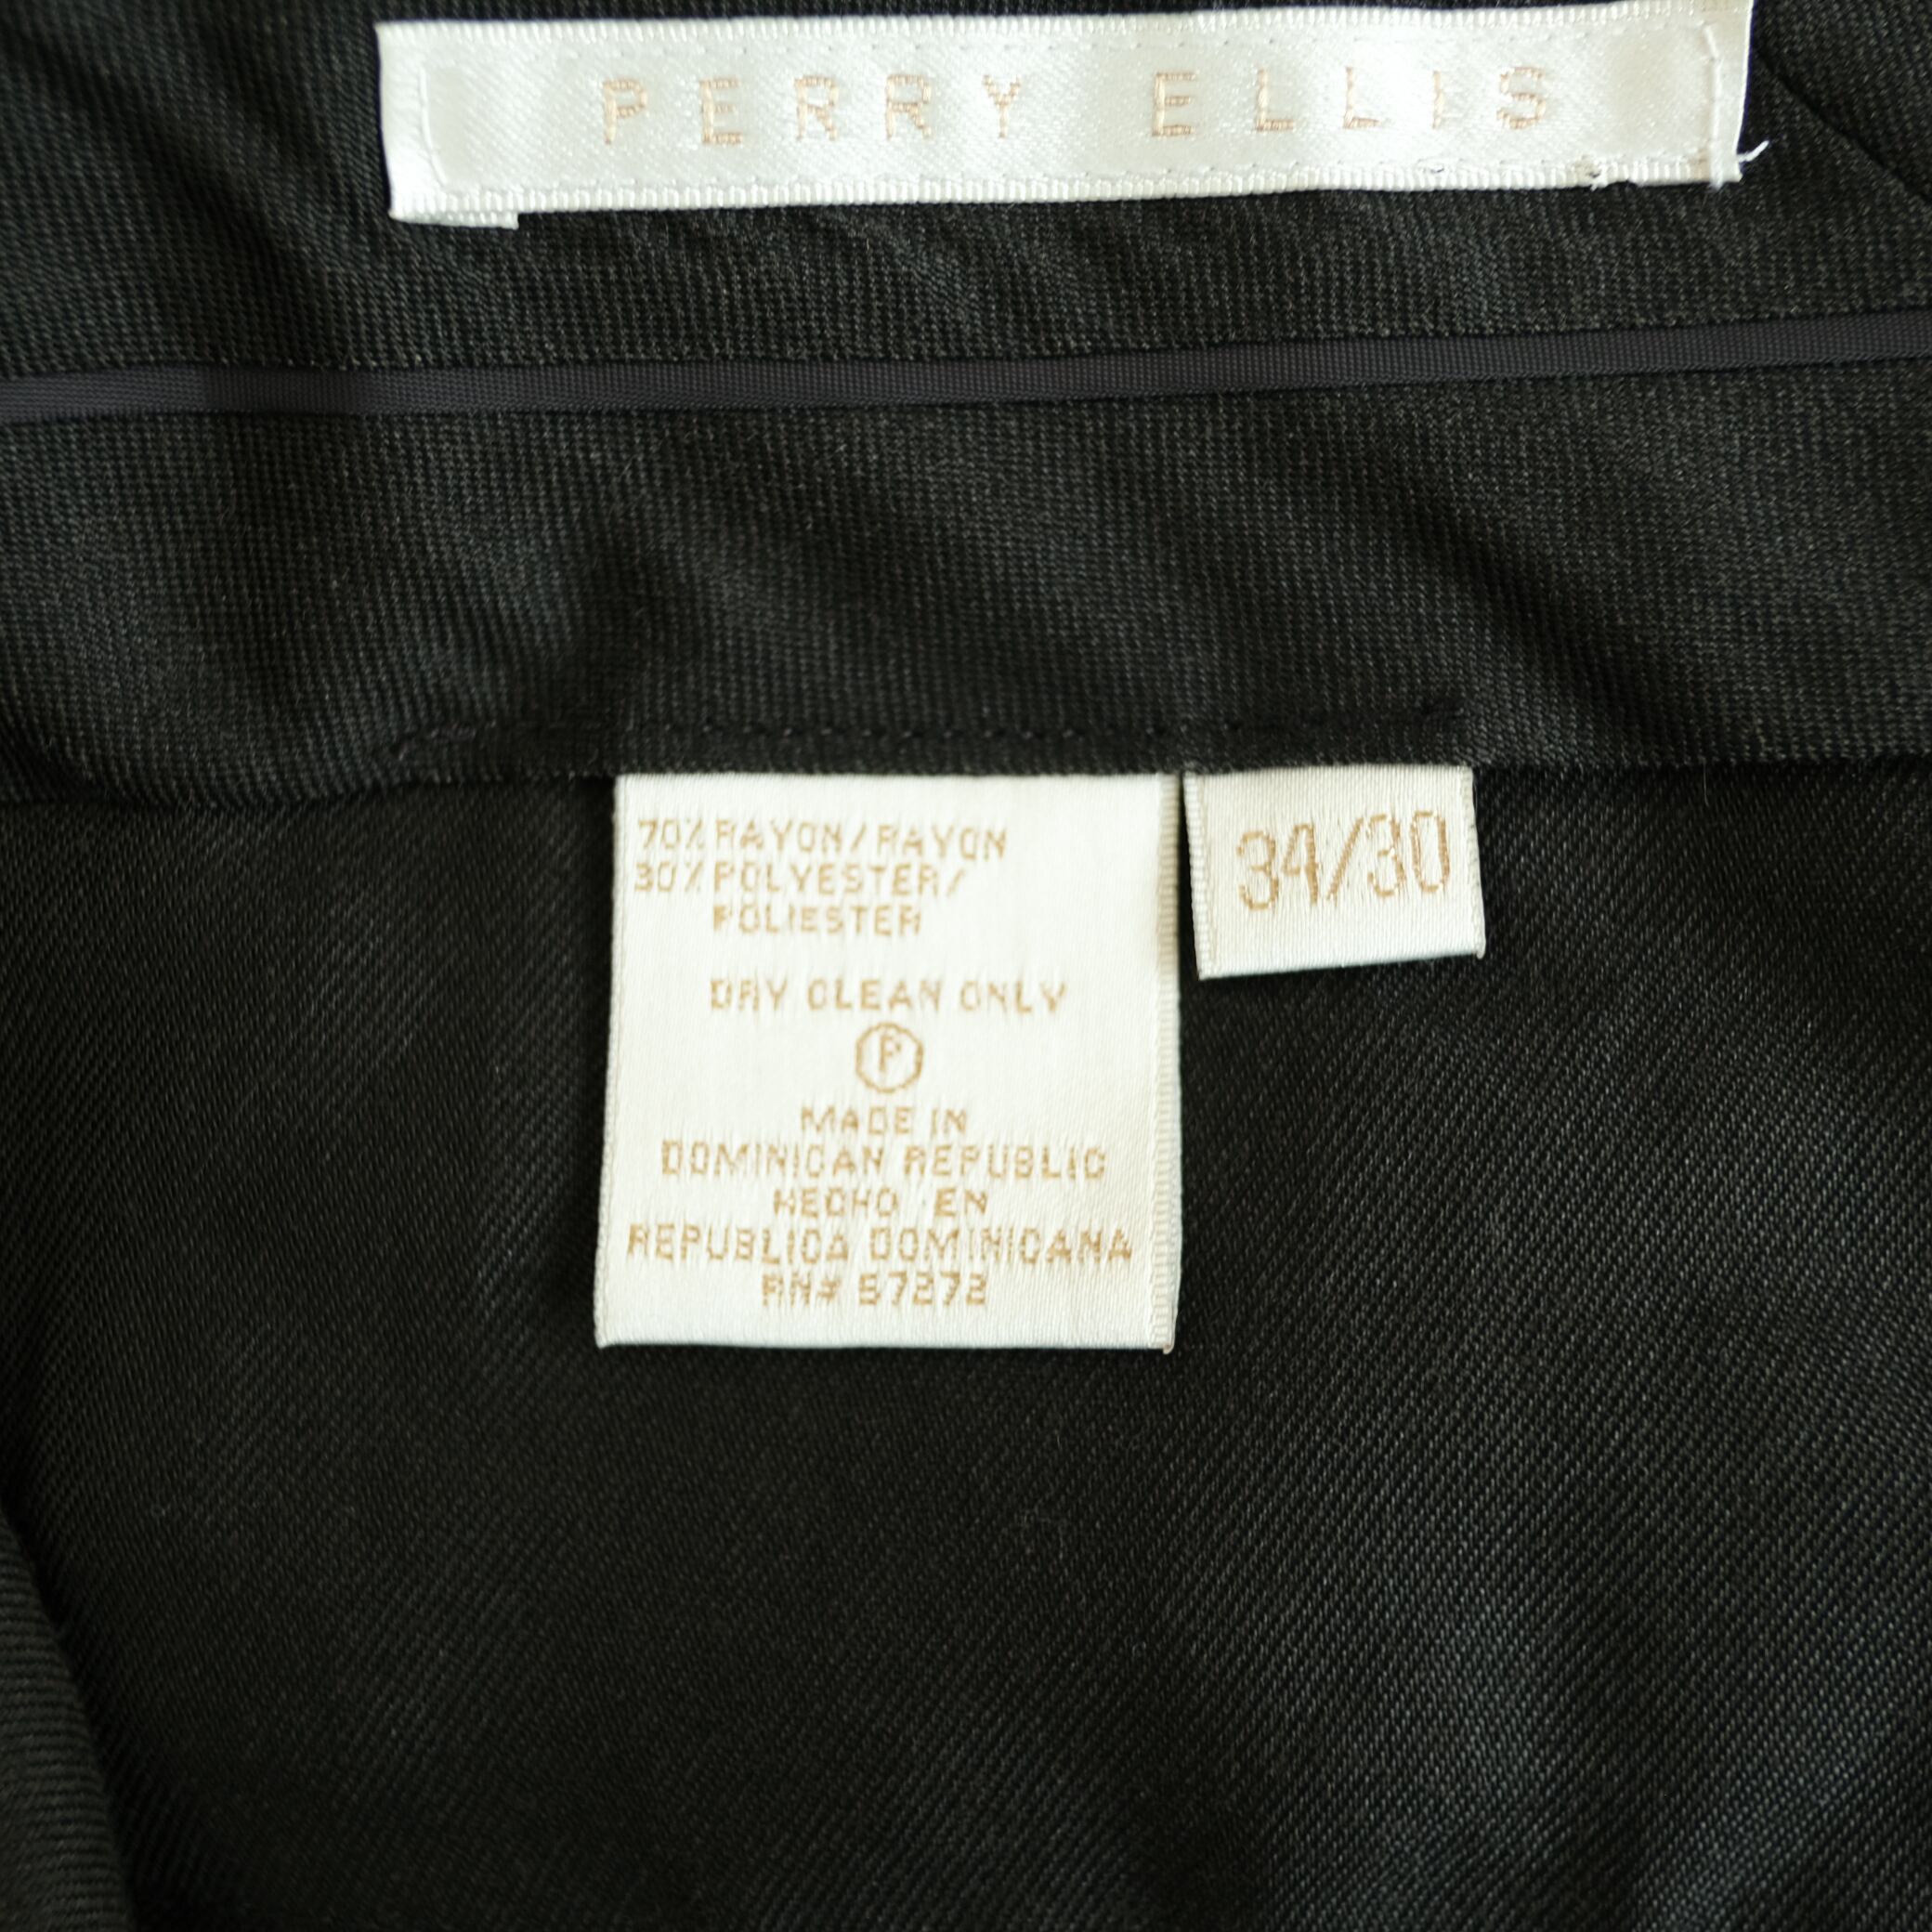 PERRY ELLIS
70% RAYON/RAYON
30% POLYESTER/
POLIESTER
DRY CLEAN ONLY
P
MADE IN
DOMINICAN REPUBLIC
HECHO EN
REPUBLICA DOMINICANA
RN# 57272
34/30